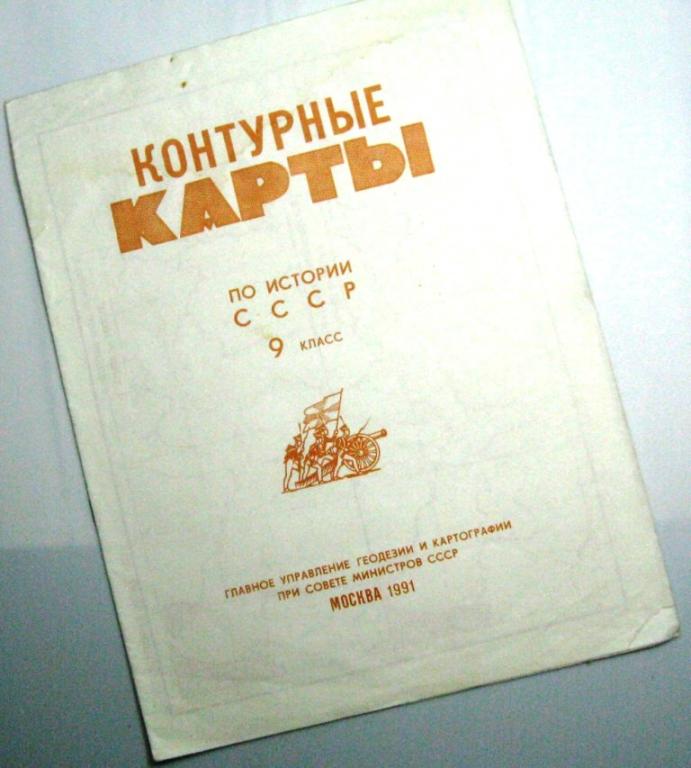 КОНТУРНЫЕ
КАРТЫ
ПО ИСТОРИИ
СССР
9 КЛАСС
ГЛАВНОЕ УПРАВЛЕНИЕ ГЕОДЕЗИИ И КАРТОГРАФИИ
ПРИ СОВЕТЕ МИНИСТРОВ СССР
МОСКВА 1991